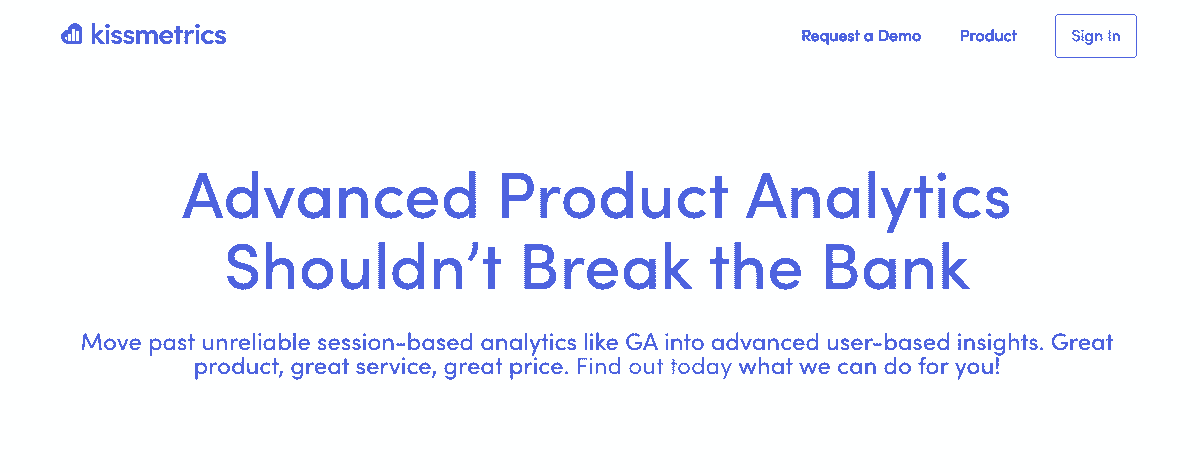 kissmetrics
Request a Demo
Product
Sign In
Advanced Product Analytics
Shouldn’t Break the Bank
Move past unreliable session-based analytics like GA into advanced user-based insights. Great
product, great service, great price. Find out today what we can do for you!